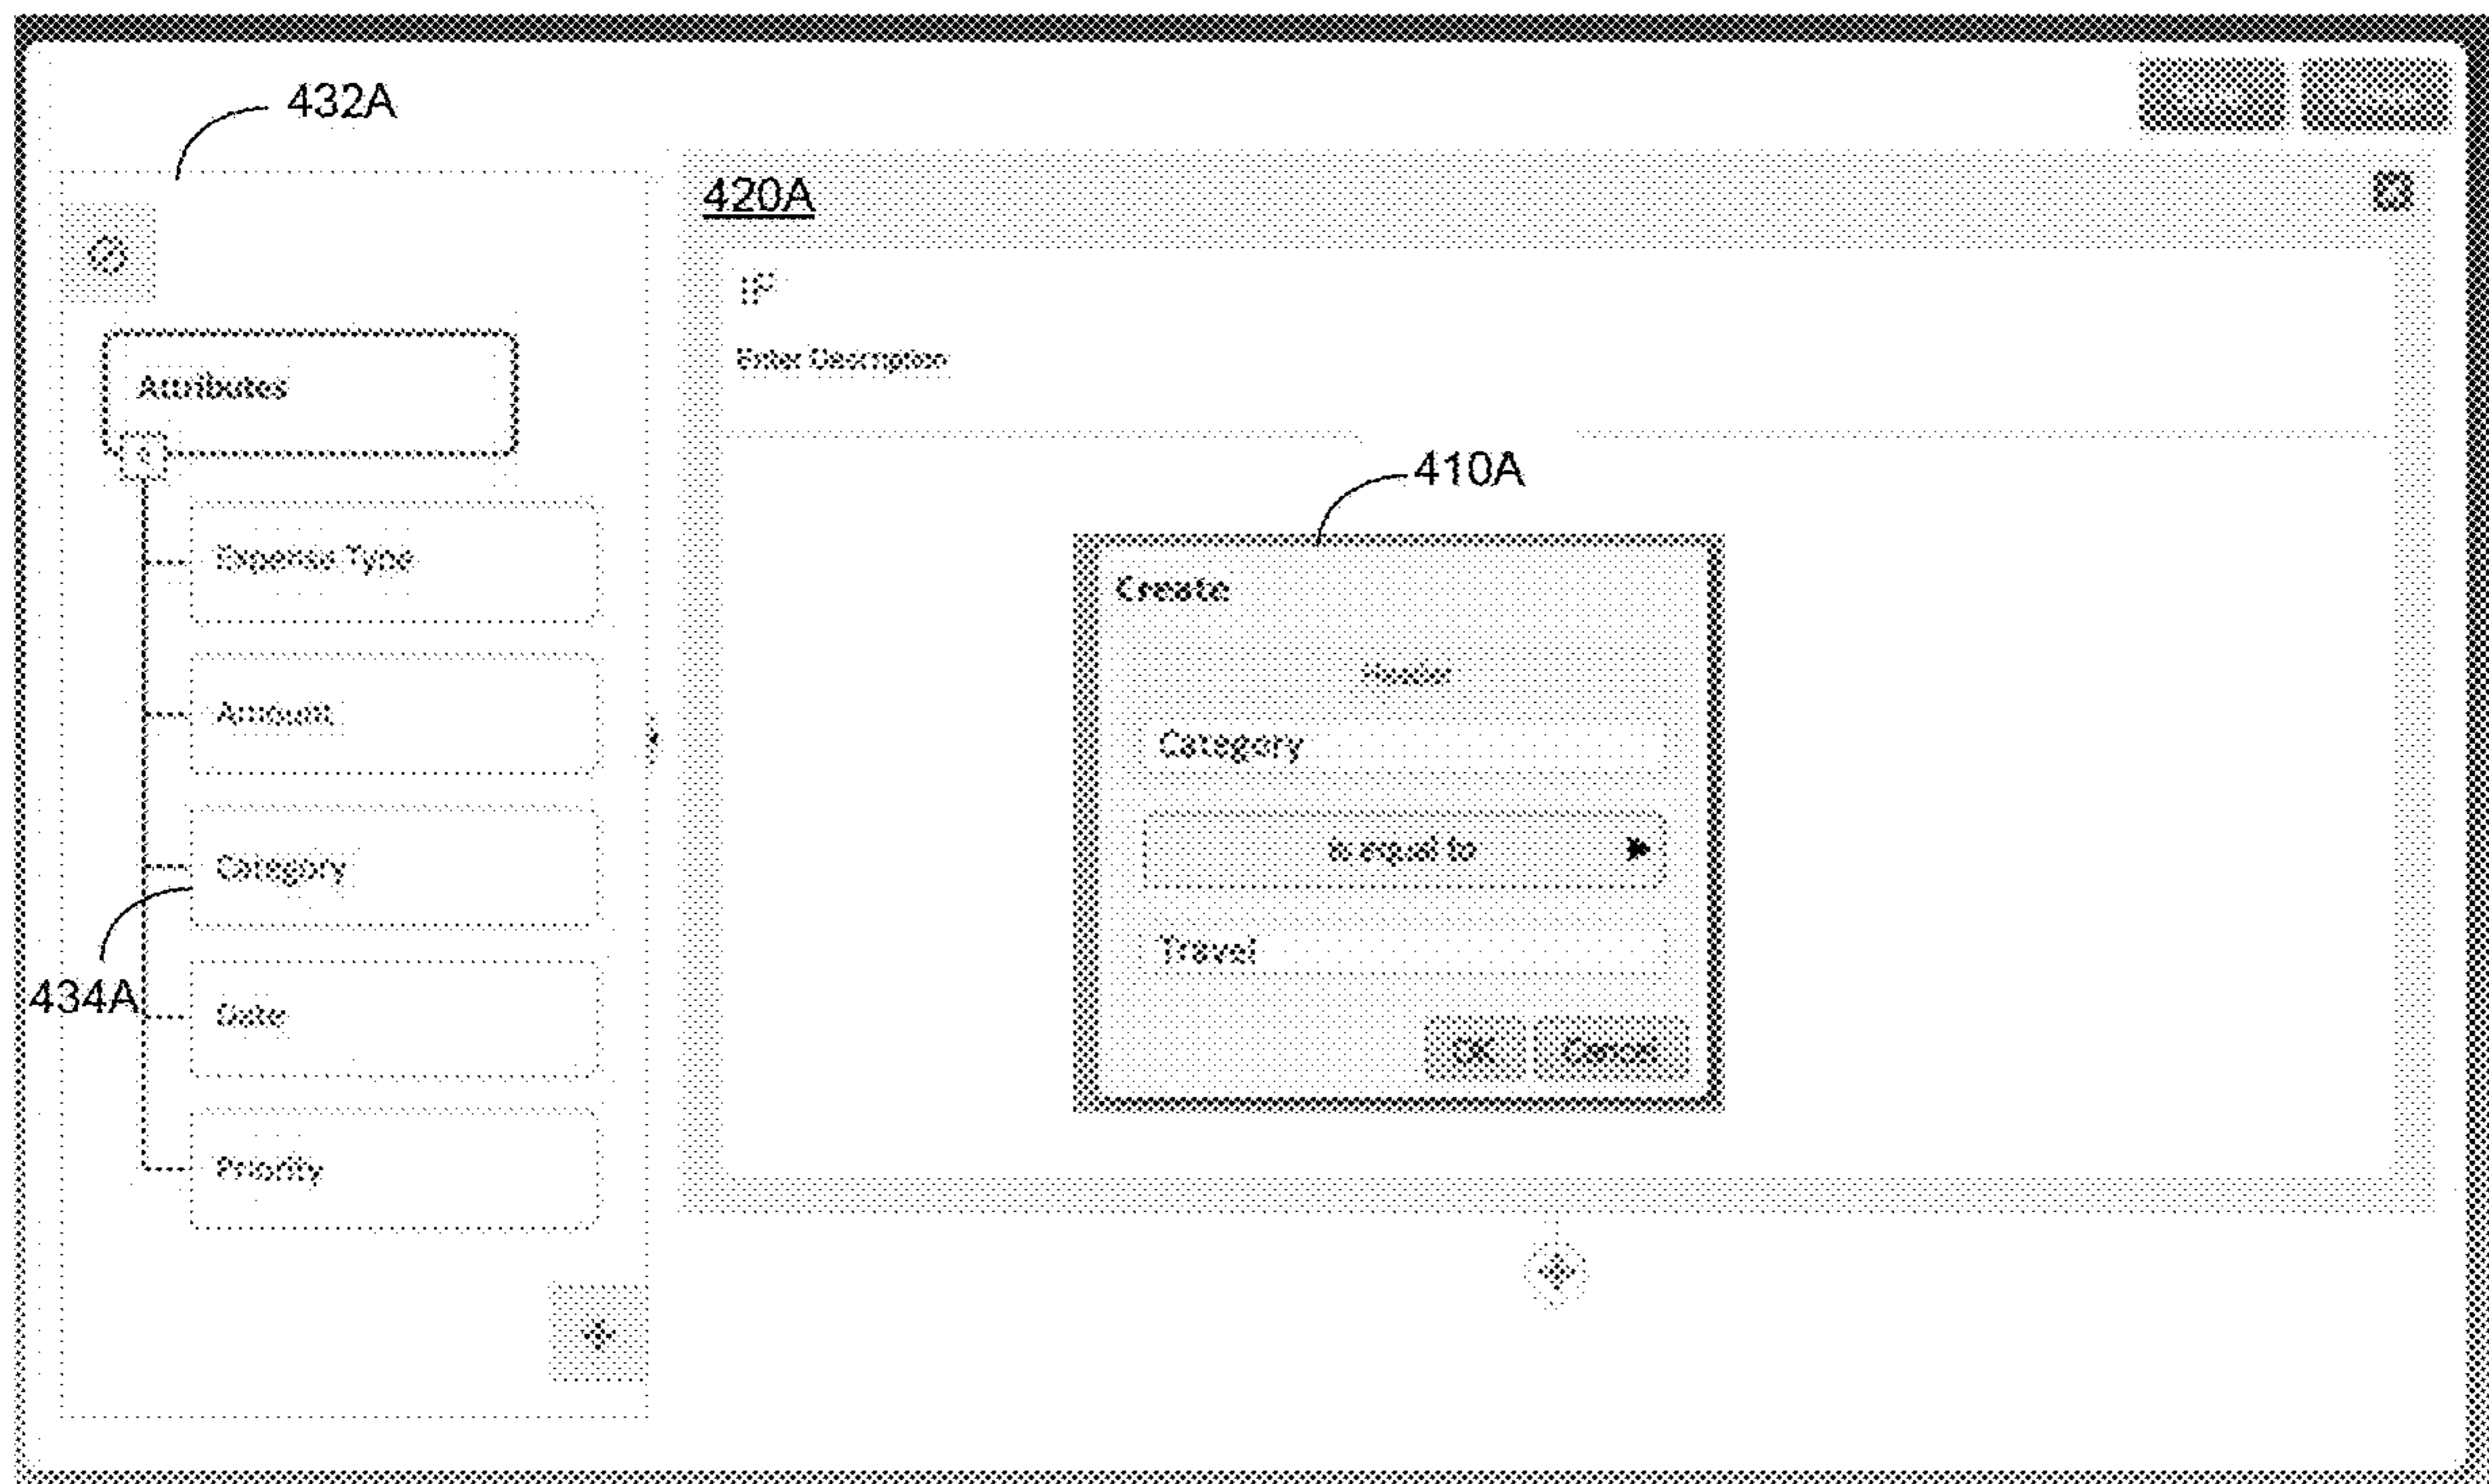 432A
420A
IF
Enter Description
Attributes
410A
Expense Type
Create
Header
Amount
Category
is equal to
Category
Travel
434A
Date
OK Cancel
Priority